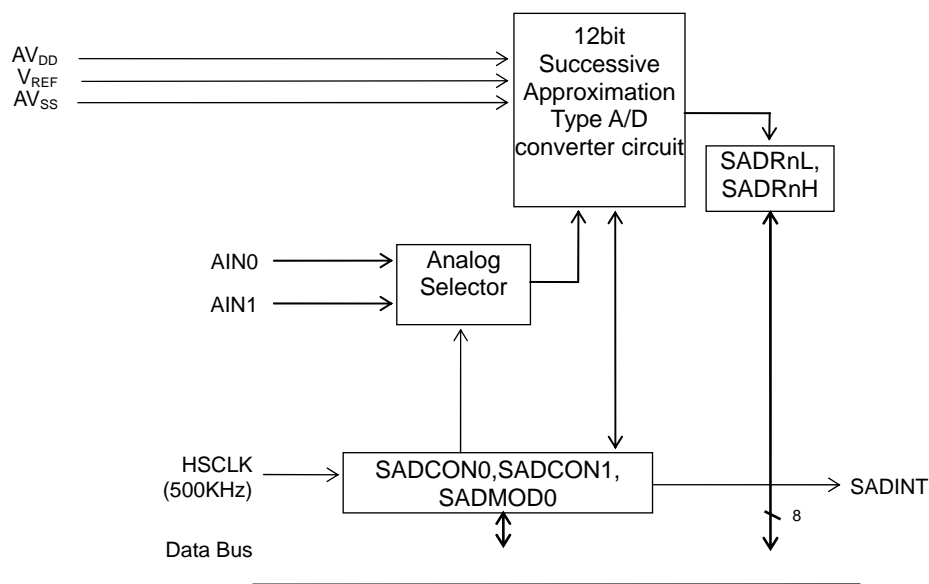 12bit
Successive
Approximation
Type A/D
converter circuit
AVDD
VREF
AVSS
SADRnL,
SADRnH
AIN0
AIN1
Analog
Selector
HSCLK
(500KHz)
SADCON0,SADCON1,
SADMOD0
SADINT
8
Data Bus